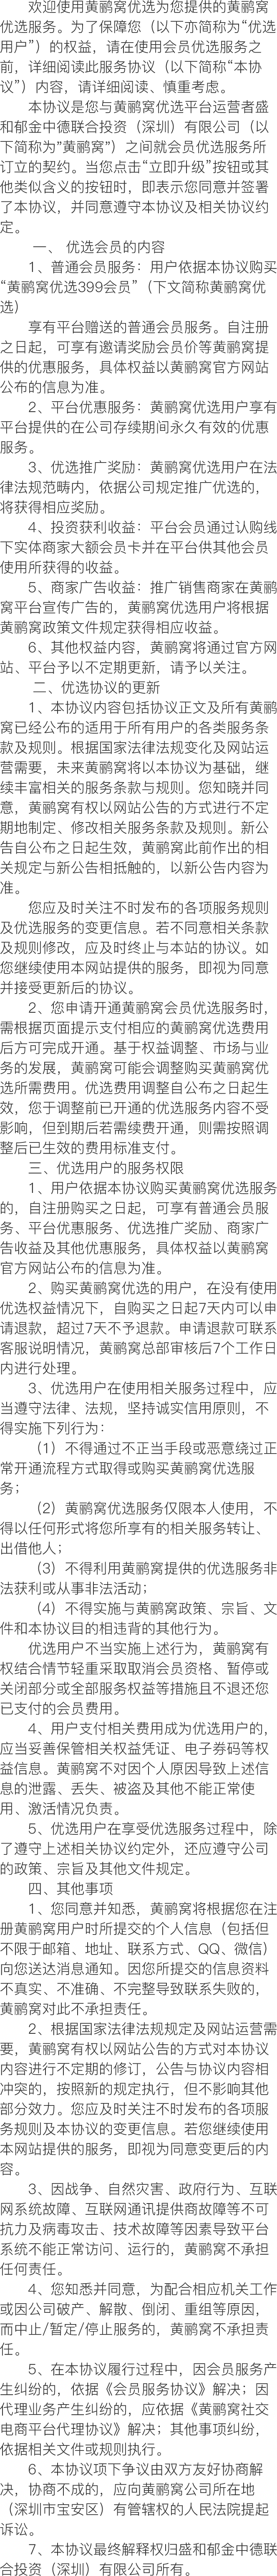 欢迎使用黄鹂窝优选为您提供的黄鹂窝
优选服务。为了保障您（以下亦简称为“优选
用户”）的权益，请在使用会员优选服务之
前，详细阅读此服务协议（以下简称“本协
议”）内容，请详细阅读、慎重考虑。
本协议是您与黄鹂窝优选平台运营者盛
和郁金中德联合投资（深圳）有限公司（以
下简称为”黄鹂窝”）之间就会员优选服务所
订立的契约。当您点击“立即升级”按钮或其
他类似含义的按钮时，即表示您同意并签署
了本协议，并同意遵守本协议及相关协议约
定。
一、 优选会员的内容
1、普通会员服务：用户依据本协议购买
“黄鹂窝优选399会员”（下文简称黄鹂窝优
选）
享有平台赠送的普通会员服务。自注册
之日起，可享有邀请奖励会员价等黄鹂窝提
供的优惠服务，具体权益以黄鹂窝官方网站
公布的信息为准。
2、平台优惠服务：黄鹂窝优选用户享有
平台提供的在公司存续期间永久有效的优惠
服务。
3、优选推广奖励：黄鹂窝优选用户在法
律法规范畴内，依据公司规定推广优选的，
将获得相应奖励。
4、投资获利收益：平台会员通过认购线
下实体商家大额会员卡并在平台供其他会员
使用所获得的收益。
5、商家广告收益：推广销售商家在黄鹂
窝平台宣传广告的，黄鹂窝优选用户将根据
黄鹂窝政策文件规定获得相应收益。
6、其他权益内容，黄鹂窝将通过官方网
站、平台予以不定期更新，请予以关注。
二、优选协议的更新
1、本协议内容包括协议正文及所有黄鹂
窝已经公布的适用于所有用户的各类服务条
款及规则。根据国家法律法规变化及网站运
营需要，未来黄鹂窝将以本协议为基础，继
续丰富相关的服务条款与规则。您知晓并同
意，黄鹂窝有权以网站公告的方式进行不定
期地制定、修改相关服务条款及规则。新公
告自公布之日起生效，黄鹂窝此前作出的相
关规定与新公告相抵触的，以新公告内容为
准。
您应及时关注不时发布的各项服务规则
及优选服务的变更信息。若不同意相关条款
及规则修改，应及时终止与本站的协议。如
您继续使用本网站提供的服务，即视为同意
并接受更新后的协议。
2、您申请开通黄鹂窝会员优选服务时，
需根据页面提示支付相应的黄鹂窝优选费用
后方可完成开通。基于权益调整、市场与业
务的发展，黄鹂窝可能会调整购买黄鹂窝优
选所需费用。优选费用调整自公布之日起生
效，您于调整前已开通的优选服务内容不受
影响，但到期后若需续费开通，则需按照调
整后已生效的费用标准支付。
三、优选用户的服务权限
1、用户依据本协议购买黄鹂窝优选服务
的，自注册购买之日起，可享有普通会员服
务、平台优惠服务、优选推广奖励、商家广
告收益及其他优惠服务，具体权益以黄鹂窝
官方网站公布的信息为准。
2、购买黄鹂窝优选的用户，在没有使用
优选权益情况下，自购买之日起7天内可以申
请退款，超过7天不予退款。申请退款可联系
客服说明情况，黄鹂窝总部审核后7个工作日
内进行处理。
3、优选用户在使用相关服务过程中，应
当遵守法律、法规，坚持诚实信用原则，不
得实施下列行为：
（1）不得通过不正当手段或恶意绕过正
常开通流程方式取得或购买黄鹂窝优选服
务；
（2）黄鹂窝优选服务仅限本人使用，不
得以任何形式将您所享有的相关服务转让、
出借他人；
（3）不得利用黄鹂窝提供的优选服务非
法获利或从事非法活动；
（4）不得实施与黄鹂窝政策、宗旨、文
件和本协议目的相违背的其他行为。
优选用户不当实施上述行为，黄鹂窝有
权结合情节轻重采取取消会员资格、暂停或
关闭部分或全部服务权益等措施且不退还您
已支付的会员费用。
4、用户支付相关费用成为优选用户的，
应当妥善保管相关权益凭证、电子券码等权
益信息。黄鹂窝不对因个人原因导致上述信
息的泄露、丢失、被盗及其他不能正常使
用、激活情况负责。
5、优选用户在享受优选服务过程中，除
了遵守上述相关协议约定外，还应遵守公司
的政策、宗旨及其他文件规定。
四、其他事项
1、您同意并知悉，黄鹂窝将根据您在注
册黄鹂窝用户时所提交的个人信息（包括但
不限于邮箱、地址、联系方式、QQ、微信）
向您送达消息通知。因您所提交的信息资料
不真实、不准确、不完整导致联系失败的，
黄鹂窝对此不承担责任。
2、根据国家法律法规规定及网站运营需
要，黄鹂窝有权以网站公告的方式对本协议
内容进行不定期的修订，公告与协议内容相
冲突的，按照新的规定执行，但不影响其他
部分效力。您应及时关注不时发布的各项服
务规则及本协议的变更信息。若您继续使用
本网站提供的服务，即视为同意变更后的内
容。
3、因战争、自然灾害、政府行为、互联
网系统故障、互联网通讯提供商故障等不可
抗力及病毒攻击、技术故障等因素导致平台
系统不能正常访问、运行的，黄鹂窝不承担
任何责任。
4、您知悉并同意，为配合相应机关工作
或因公司破产、解散、倒闭、重组等原因，
而中止/暂定/停止服务的，黄鹂窝不承担责
任。
5、在本协议履行过程中，因会员服务产
生纠纷的，依据《会员服务协议》解决；因
代理业务产生纠纷的，应依据《黄鹂窝社交
电商平台代理协议》解决；其他事项纠纷，
依据相关文件或规则执行。
6、本协议项下争议由双方友好协商解
决，协商不成的，应向黄鹂窝公司所在地
（深圳市宝安区）有管辖权的人民法院提起
诉讼。
7、本协议最终解释权归盛和郁金中德联
合投资（深圳）有限公司所有。